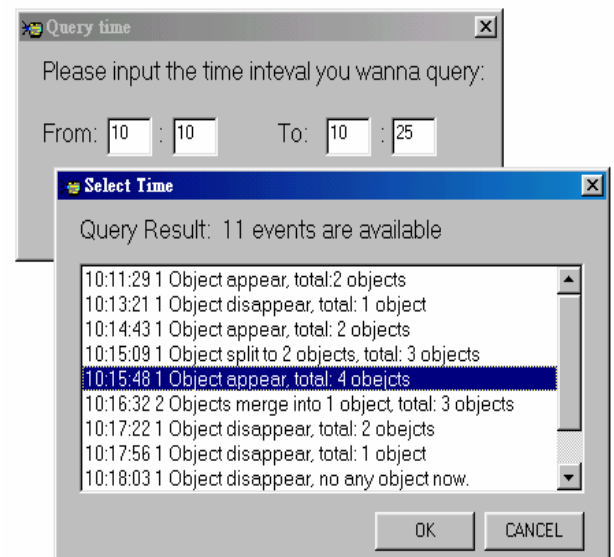 Query time
Please input the time inteval you wanna query:
From: 10 : 10 To: 10 : 25
Select Time
Query Result: 11 events are available
10:11:29 1 Object appear, total:2 objects
10:13:21 1 Object disappear, total: 1 object
10:14:43 1 Object appear, total: 2 objects
10:15:09 1 Object split to 2 objects, total: 3 objects
10:15:48 1 Object appear, total: 4 obejcts
10:16:32 2 Objects merge into 1 object, total: 3 objects
10:17:22 1 Object disappear, total: 2 obejcts
10:17:56 1 Object disappear, total: 1 object
10:18:03 1 Object disappear, no any object now.
OK CANCEL